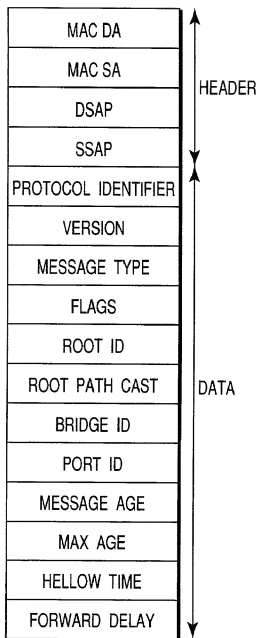 MAC DA
MAC SA
DSAP
SSAP
HEADER
PROTOCOL IDENTIFIER
VERSION
MESSAGE TYPE
FLAGS
ROOT ID
ROOT PATH CAST
BRIDGE ID
PORT ID
MESSAGE AGE
MAX AGE
HELLOW TIME
FORWARD DELAY
DATA